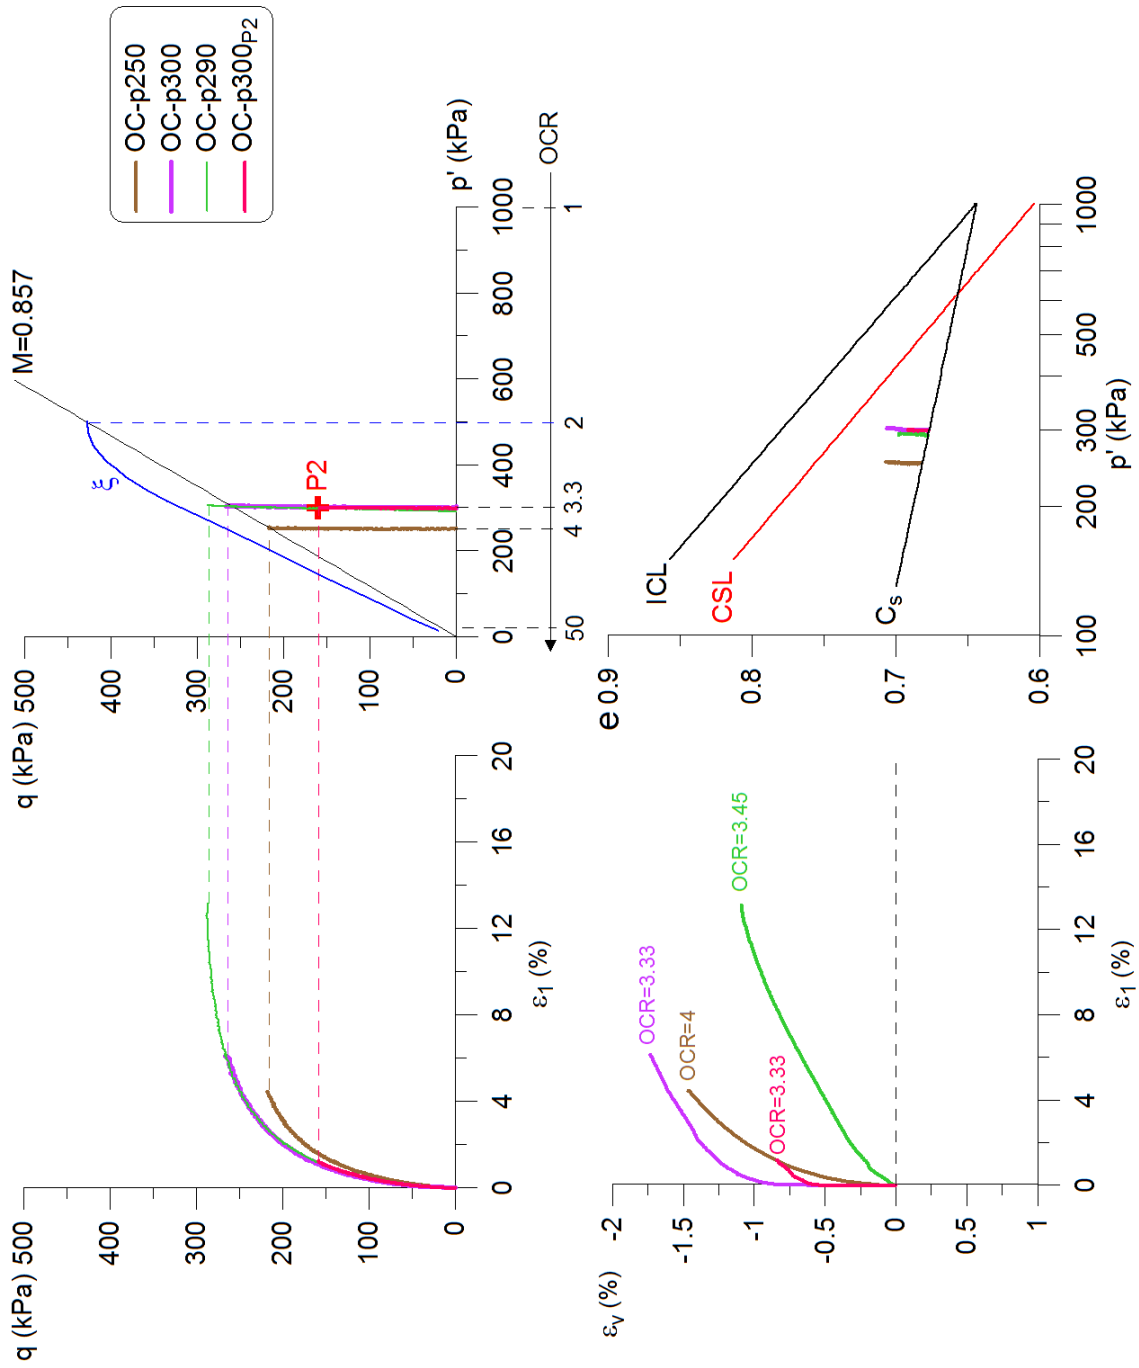 q (kPa)
500
400
300
200
100
0
0
4
8
12
16
20
ε1 (%)
q (kPa)
500
400
300
200
100
0
M=0.857
ξ
P2
0
200
400
600
800
1000
p' (kPa)
50
4
3.3
2
1
OCR
OC-p250
OC-p300
OC-p290
OC-p300P2
εv (%)
-2
-1.5
-1
-0.5
0
0.5
1
OCR=3.33
OCR=4
OCR=3.33
OCR=3.45
0
4
8
12
16
20
ε1 (%)
e
0.9
0.8
0.7
0.6
ICL
CSL
Cs
100
200
300
500
1000
p' (kPa)